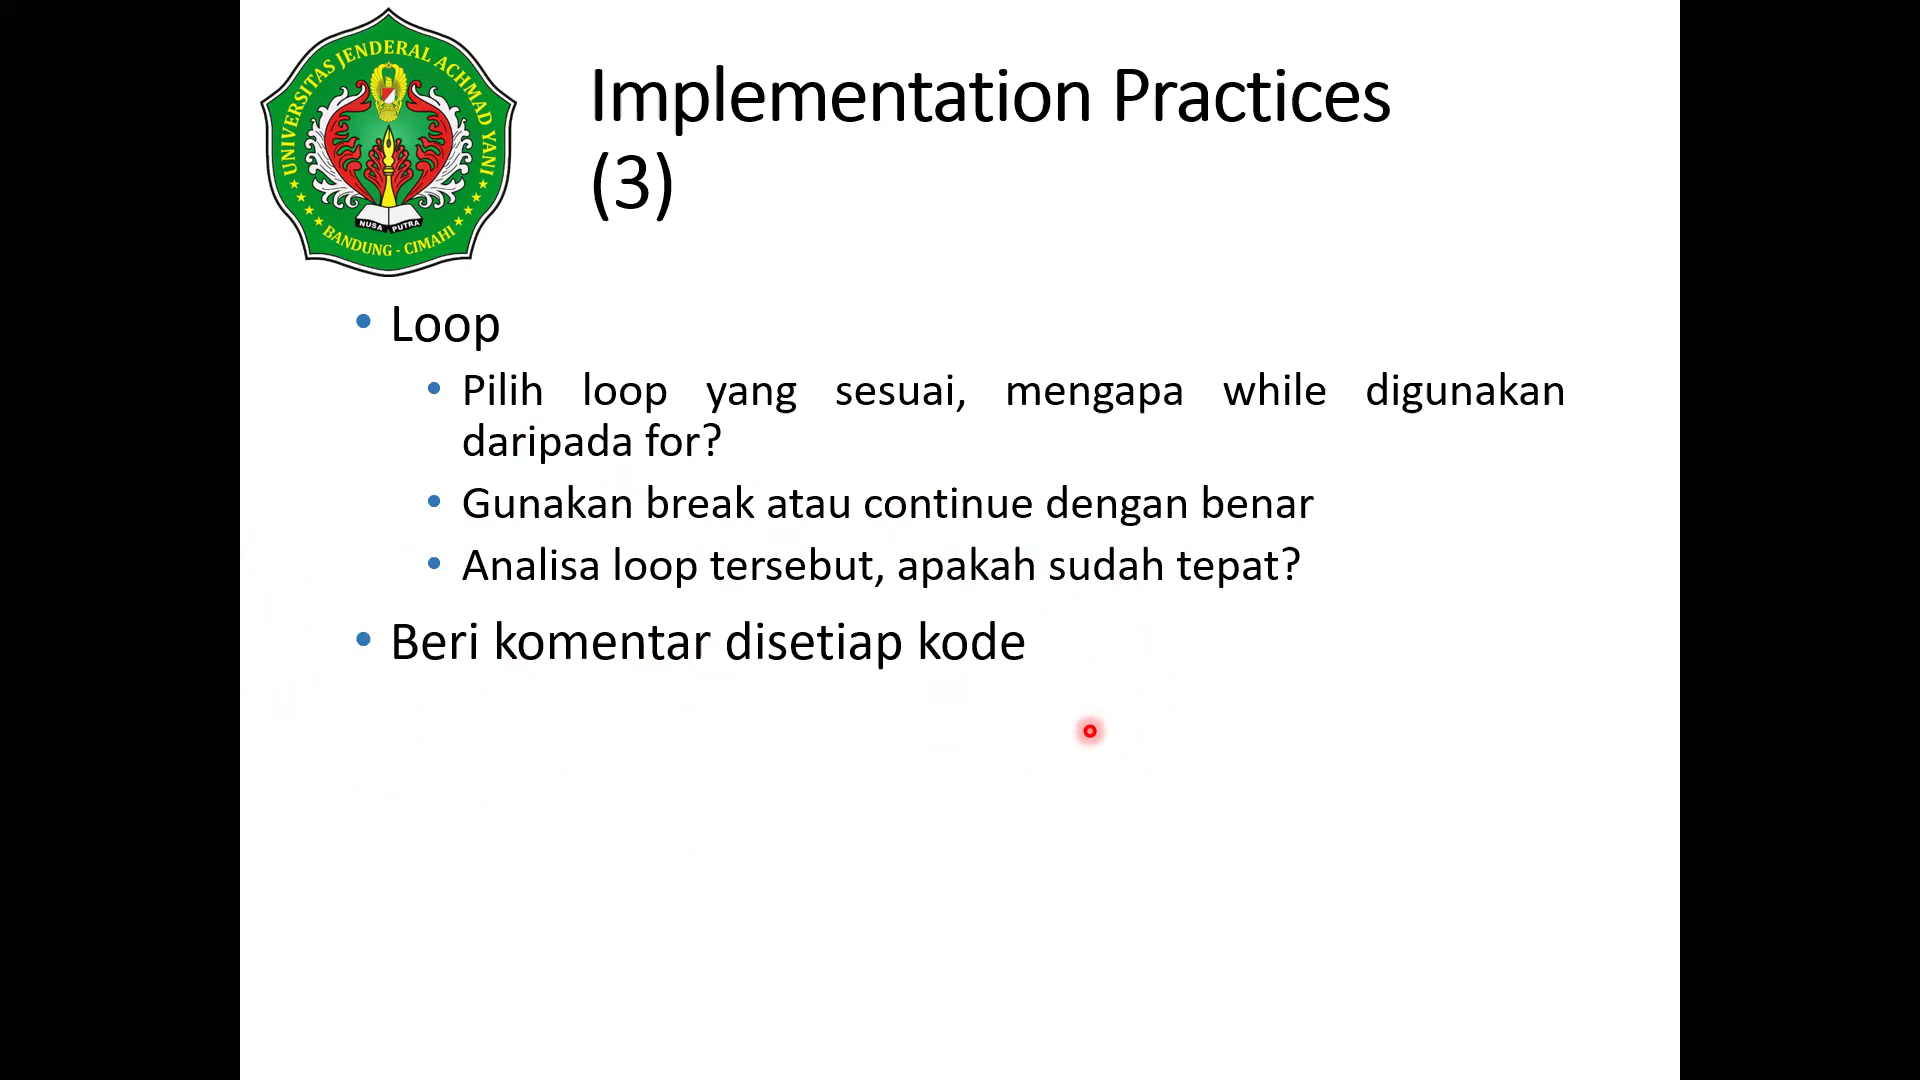 UNIVERSITAS JENDERAL ACHMAD YANI
NUSA PUTRA
BANDUNG - CIMAHI
Implementation Practices
(3)
• Loop
• Pilih loop yang sesuai, mengapa while digunakan
daripada for?
• Gunakan break atau continue dengan benar
• Analisa loop tersebut, apakah sudah tepat?
• Beri komentar disetiap kode